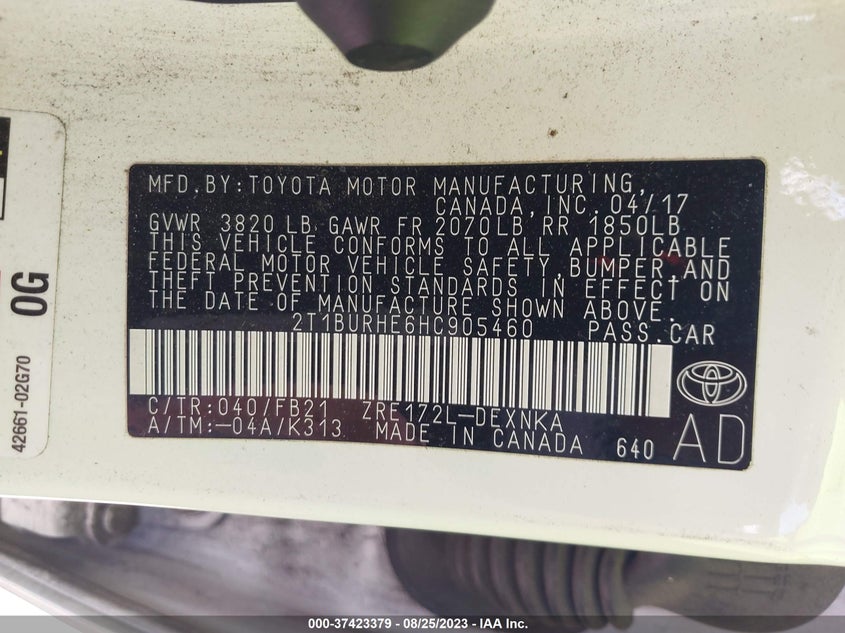 MFD.BY:TOYOTA MOTOR MANUFACTURING,
CANADA,INC. 04/17
GVWR 3820 LB GAWR FR 2070LB RR 1850LB
THIS VEHICLE CONFORMS TO ALL APPLICABLE
FEDERAL MOTOR VEHICLE SAFETY,BUMPER,AND
THEFT PREVENTION STANDARDS IN EFFECT ON
THE DATE OF MANUFACTURE SHOWN ABOVE.
2T1BURHE6HC905460 PASS.CAR
C/TR:040/FB21 ZRE172L-DEXNKA
A/TM:-04A/K313 MADE IN CANADA 640 AD
42661-02G70
0G
000-37423379 - 08/25/2023 - IAA Inc.